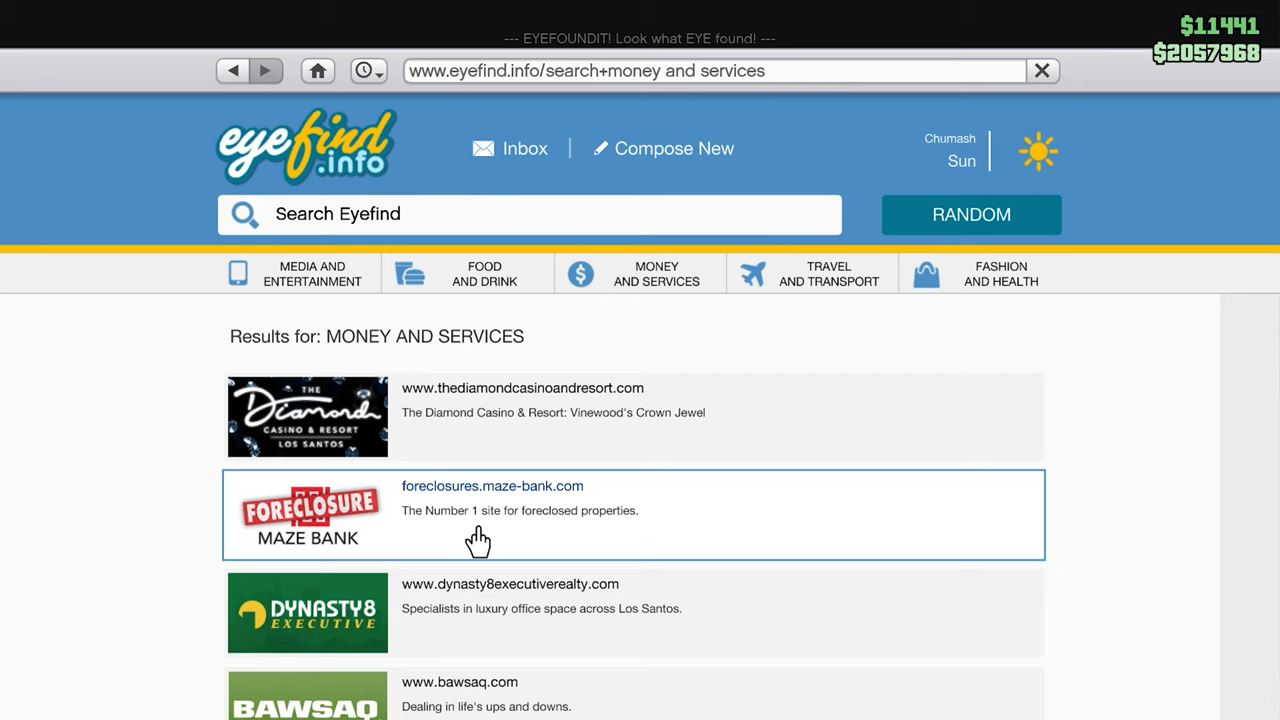 $11441
--- EYEFOUNDIT! Look what EYE found! ---
$2057968
www.eyefind.info/search+money and services
eyefind
.info
Inbox
Compose New
Chumash
Sun
Search Eyefind
RANDOM
MEDIA AND
ENTERTAINMENT
FOOD
AND DRINK
MONEY
AND SERVICES
TRAVEL
AND TRANSPORT
FASHION
AND HEALTH
Results for: MONEY AND SERVICES
THE
Diamond
CASINO & RESORT
LOS SANTOS
www.thediamondcasinoandresort.com
The Diamond Casino & Resort: Vinewood's Crown Jewel
FORECLOSURE
MAZE BANK
foreclosures.maze-bank.com
The Number 1 site for foreclosed properties.
DYNASTY8
EXECUTIVE
www.dynasty8executiverealty.com
Specialists in luxury office space across Los Santos.
BAWSAQ
www.bawsaq.com
Dealing in life's ups and downs.